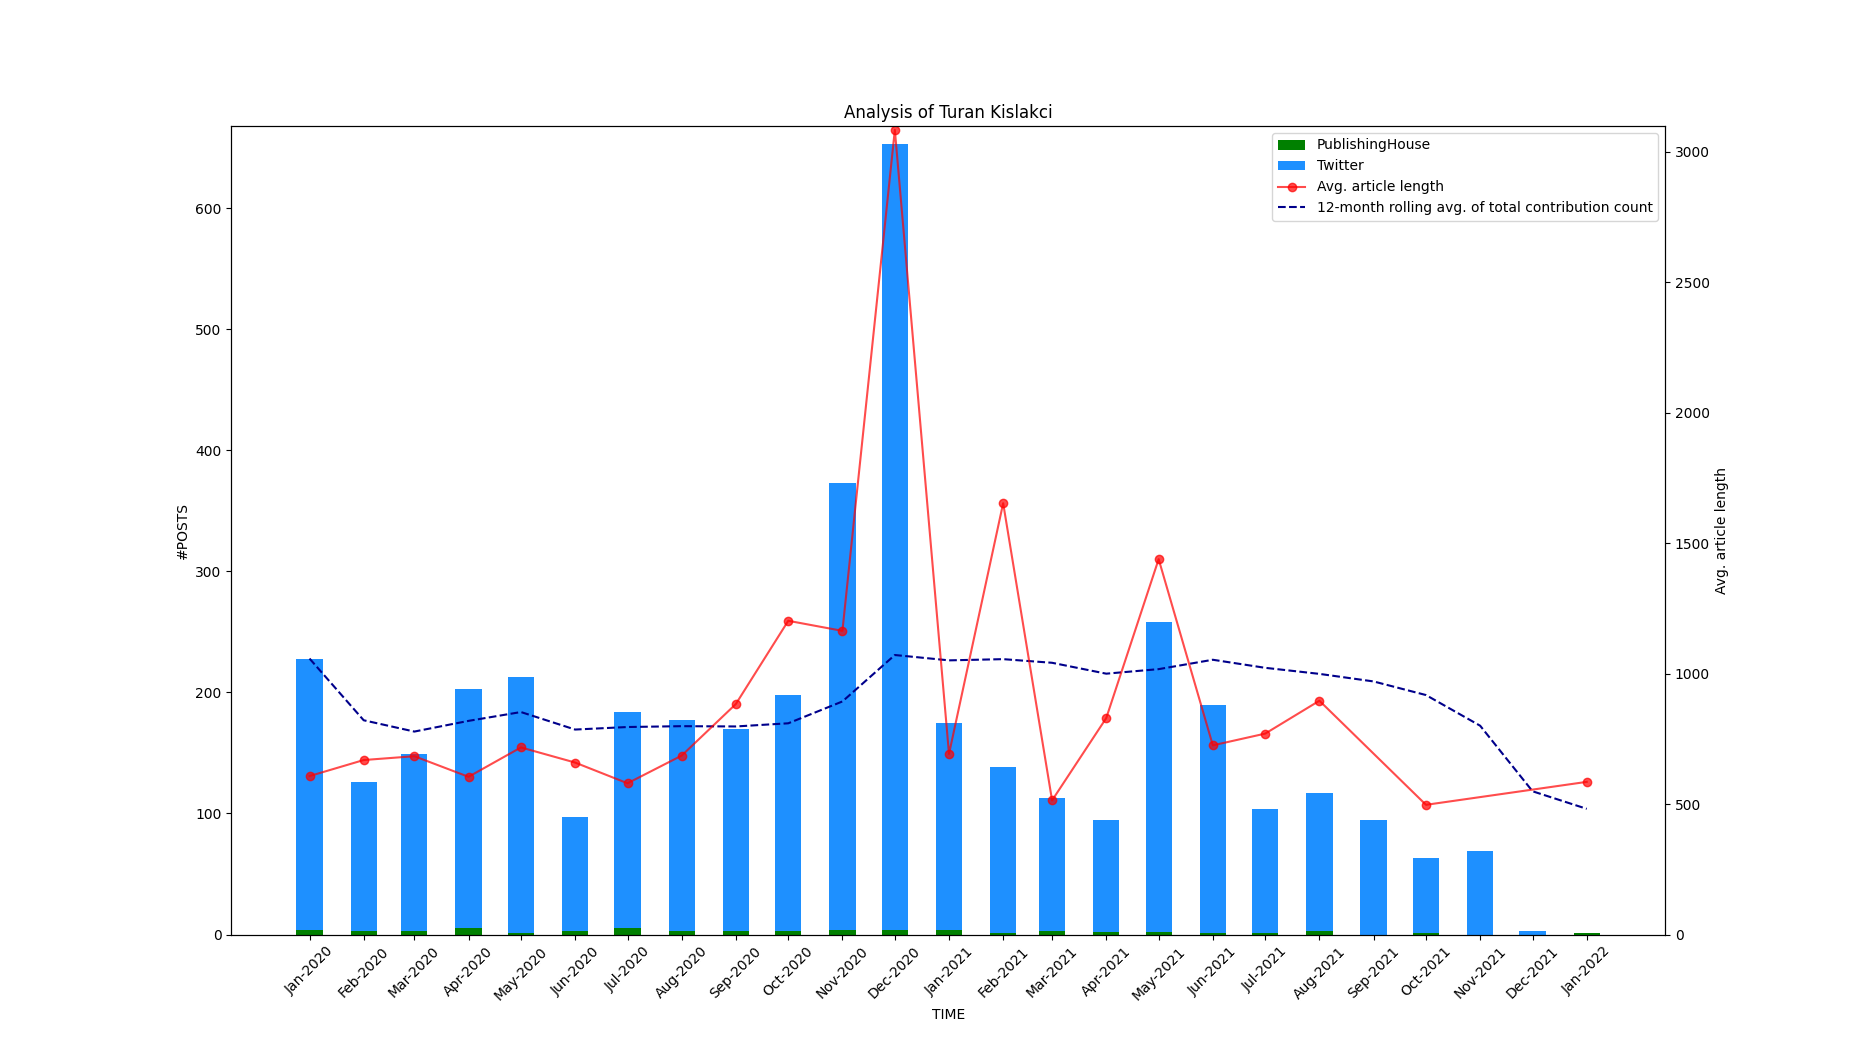 Analysis of Turan Kislakci
PublishingHouse
Twitter
Avg. article length
12-month rolling avg. of total contribution count
#POSTS
600
500
400
300
200
100
0
3000
2500
2000
1500
1000
500
0
Avg. article length
Jan-2020
Feb-2020
Mar-2020
Apr-2020
May-2020
Jun-2020
Jul-2020
Aug-2020
Sep-2020
Oct-2020
Nov-2020
Dec-2020
Jan-2021
Feb-2021
Mar-2021
Apr-2021
May-2021
Jun-2021
Jul-2021
Aug-2021
Sep-2021
Oct-2021
Nov-2021
Dec-2021
Jan-2022
TIME